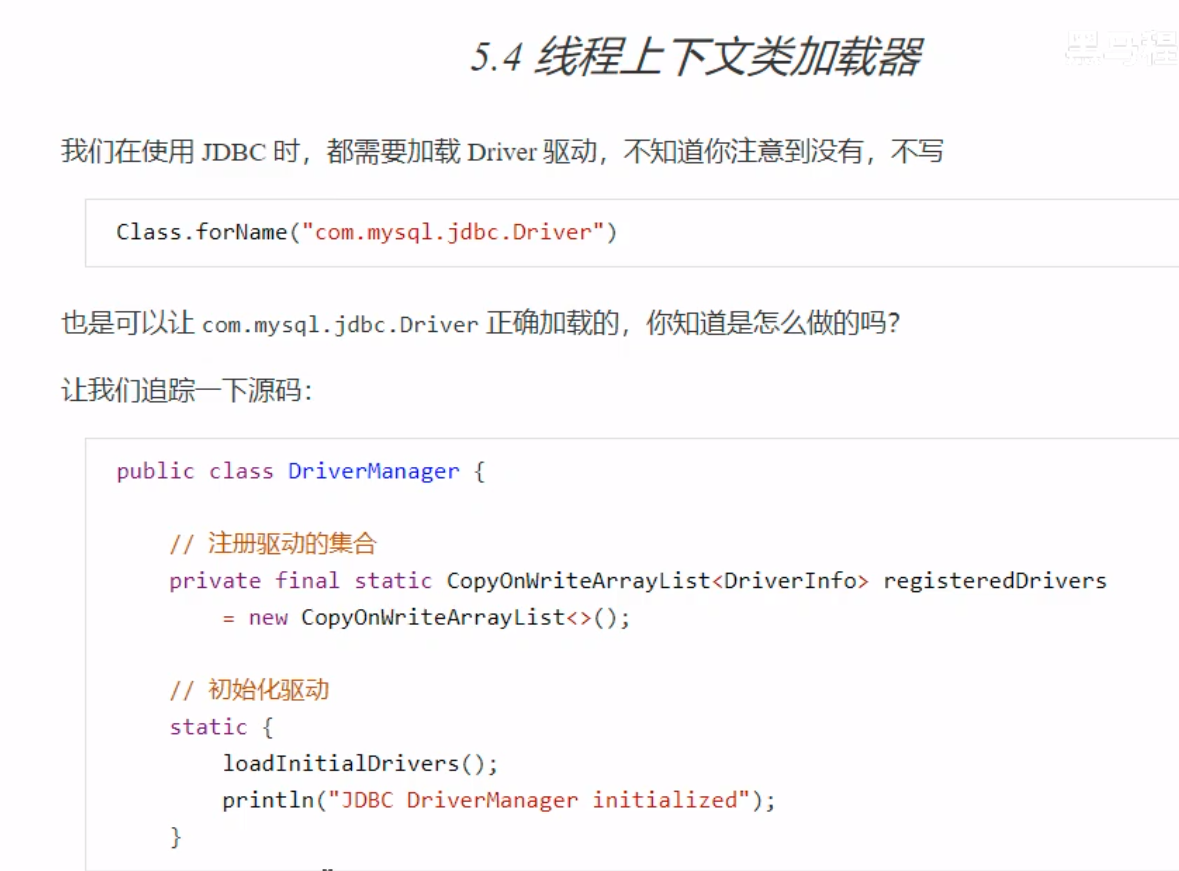 5.4 线程上下文类加载器
黑马程
我们在使用 JDBC 时，都需要加载 Driver 驱动，不知道你注意到没有，不写
Class.forName("com.mysql.jdbc.Driver")
也是可以让 com.mysql.jdbc.Driver 正确加载的，你知道是怎么做的吗？
让我们追踪一下源码：
public class DriverManager {
// 注册驱动的集合
private final static CopyOnWriteArrayList<DriverInfo> registeredDrivers
= new CopyOnWriteArrayList<>();
// 初始化驱动
static {
loadInitialDrivers();
println("JDBC DriverManager initialized");
}